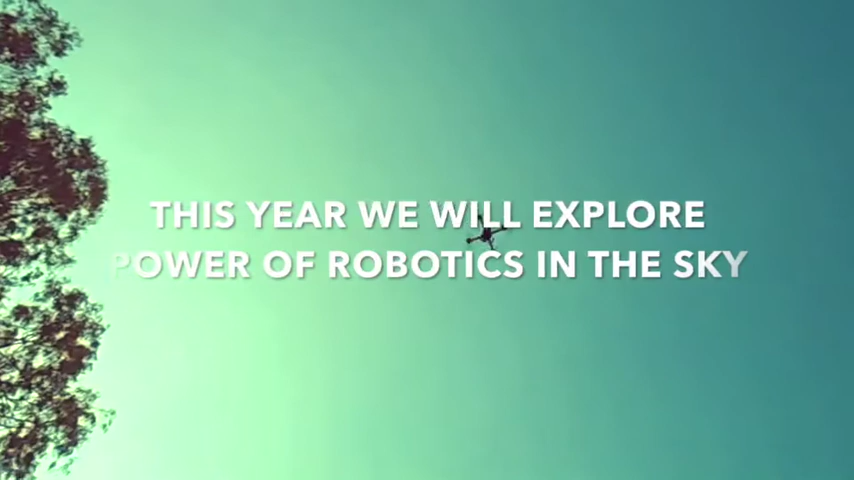 THIS YEAR WE WILL EXPLORE
POWER OF ROBOTICS IN THE SKY